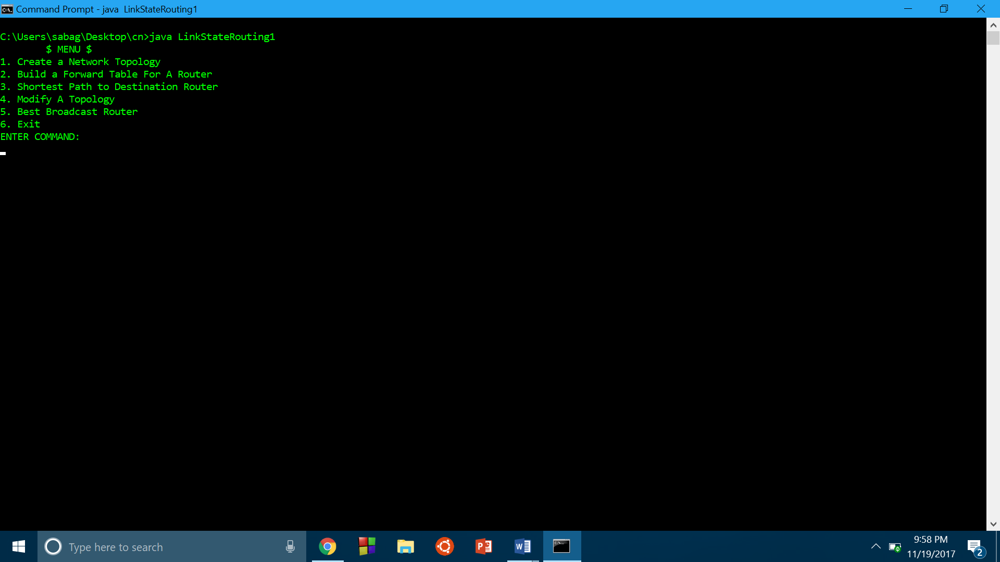 Command Prompt - java  LinkStateRouting1
C:\Users\sabag\Desktop\cn>java LinkStateRouting1
        $ MENU $
1. Create a Network Topology
2. Build a Forward Table For A Router
3. Shortest Path to Destination Router
4. Modify A Topology
5. Best Broadcast Router
6. Exit
ENTER COMMAND:
Type here to search
9:58 PM
11/19/2017
2